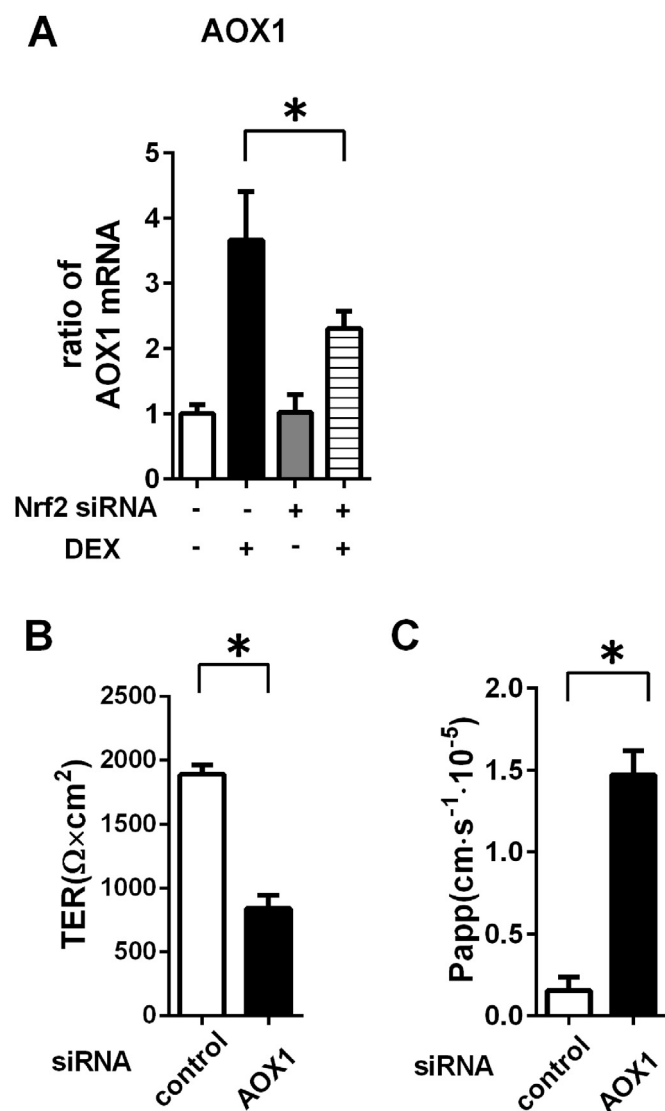 A AOX1
*
5
4
3
2
1
0
ratio of
AOX1 mRNA
Nrf2 siRNA - - + +
DEX - + - +
B
*
2500
2000
1500
1000
500
0
TER(Ω×cm²)
siRNA control AOX1
C
*
2.0
1.5
1.0
0.5
0.0
Papp(cm·s⁻¹·10⁻⁵)
siRNA control AOX1